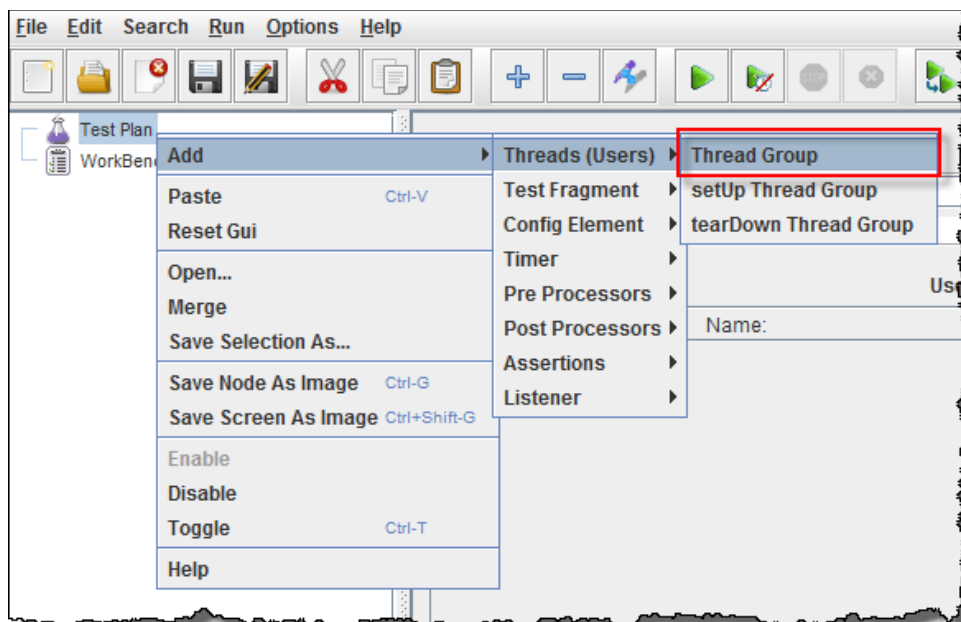 File Edit Search Run Options Help
STOP
Test Plan
WorkBen
Add
Paste Ctrl-V
Reset Gui
Open...
Merge
Save Selection As...
Save Node As Image Ctrl-G
Save Screen As Image Ctrl+Shift-G
Enable
Disable
Toggle Ctrl-T
Help
Threads (Users)
Test Fragment
Config Element
Timer
Pre Processors
Post Processors
Assertions
Listener
Thread Group
setUp Thread Group
tearDown Thread Group
Use
Name: